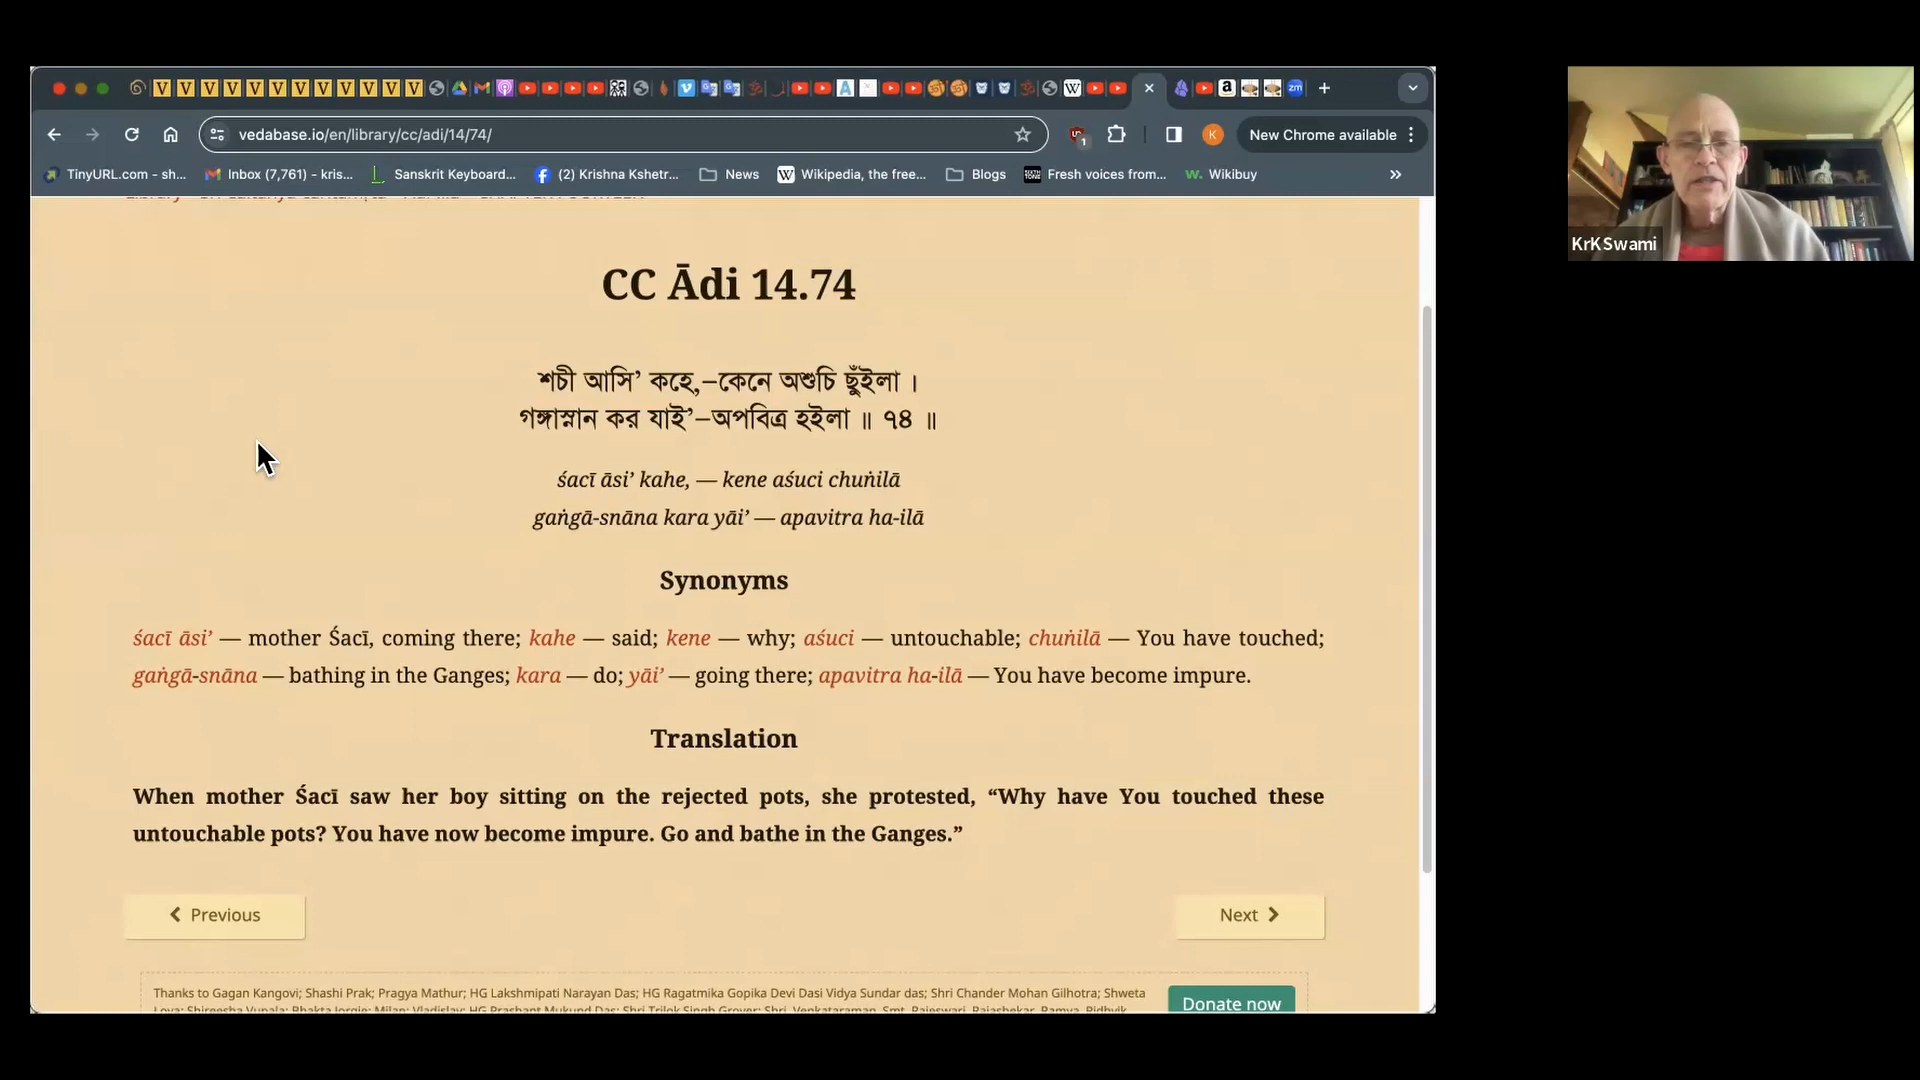 vedabase.io/en/library/cc/adi/14/74/
New Chrome available
TinyURL.com - sh... Inbox (7,761) - kris... Sanskrit Keyboard... (2) Krishna Kshetr... News Wikipedia, the free... Blogs Fresh voices from... Wikibuy »
CC Ādi 14.74
শচী আসি’ কহে,–কেনে অশুচি ছুঁইলা ।
গঙ্গাস্নান কর যাই’–অপবিত্র হইলা ॥ ৭৪ ॥
śacī āsi’ kahe, — kene aśuci chuṅilā
gaṅgā-snāna kara yāi’ — apavitra ha-ilā
Synonyms
śacī āsi’ — mother Śacī, coming there; kahe — said; kene — why; aśuci — untouchable; chuṅilā — You have touched;
gaṅgā-snāna — bathing in the Ganges; kara — do; yāi’ — going there; apavitra ha-ilā — You have become impure.
Translation
When mother Śacī saw her boy sitting on the rejected pots, she protested, “Why have You touched these
untouchable pots? You have now become impure. Go and bathe in the Ganges.”
Previous
Next
Thanks to Gagan Kangovi; Shashi Prak; Pragya Mathur; HG Lakshmipati Narayan Das; HG Ragatmika Gopika Devi Dasi Vidya Sundar das; Shri Chander Mohan Gilhotra; Shweta
Donate now
KrKSwami